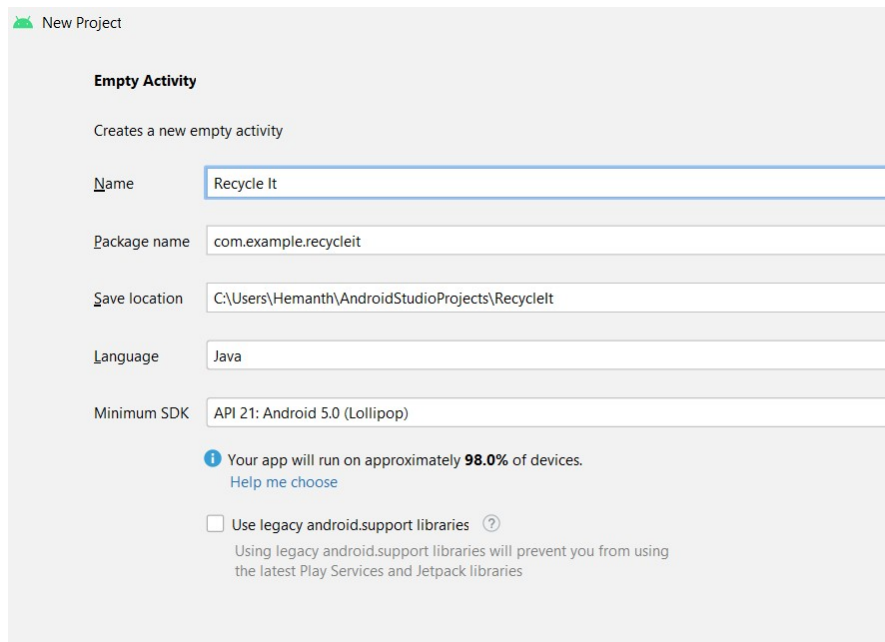 New Project
Empty Activity
Creates a new empty activity
Name Recycle It
Package name com.example.recycleit
Save location C:\Users\Hemanth\AndroidStudioProjects\RecycleIt
Language Java
Minimum SDK API 21: Android 5.0 (Lollipop)
i Your app will run on approximately 98.0% of devices.
Help me choose
Use legacy android.support libraries ?
Using legacy android.support libraries will prevent you from using
the latest Play Services and Jetpack libraries